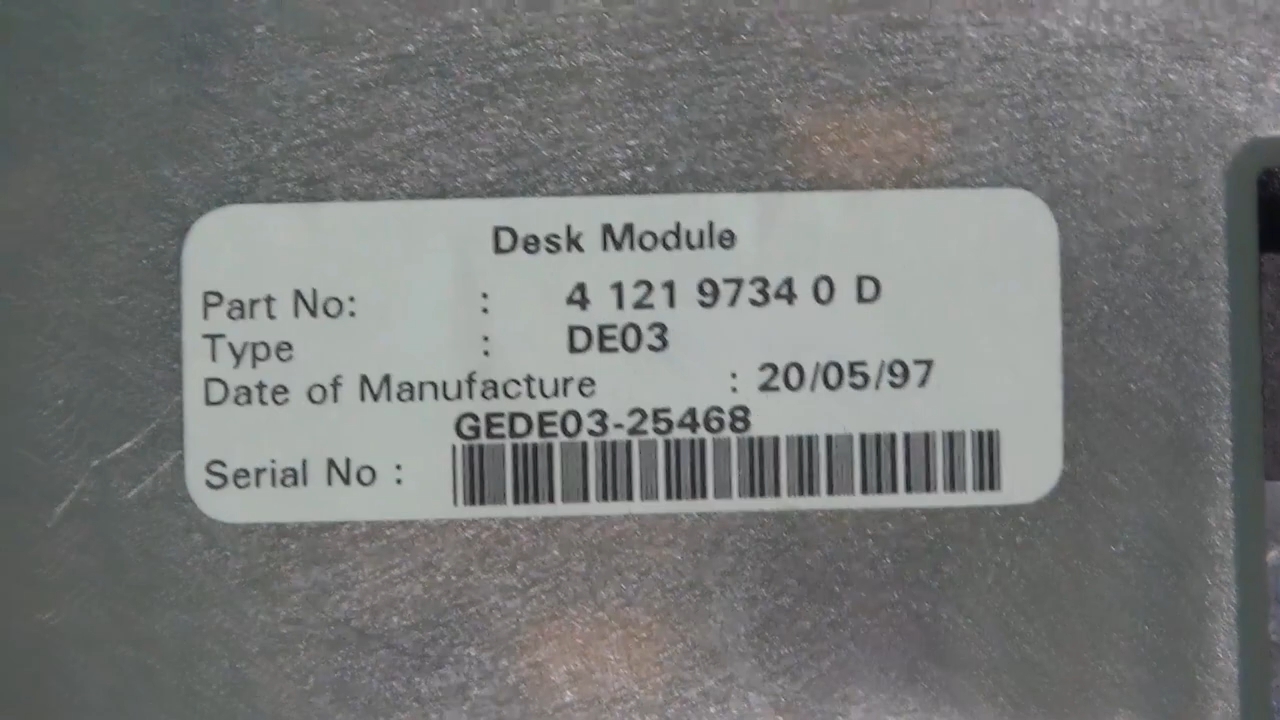 Desk Module
Part No: : 4 121 9734 0 D
Type : DE03
Date of Manufacture : 20/05/97
GEDE03-25468
Serial No :